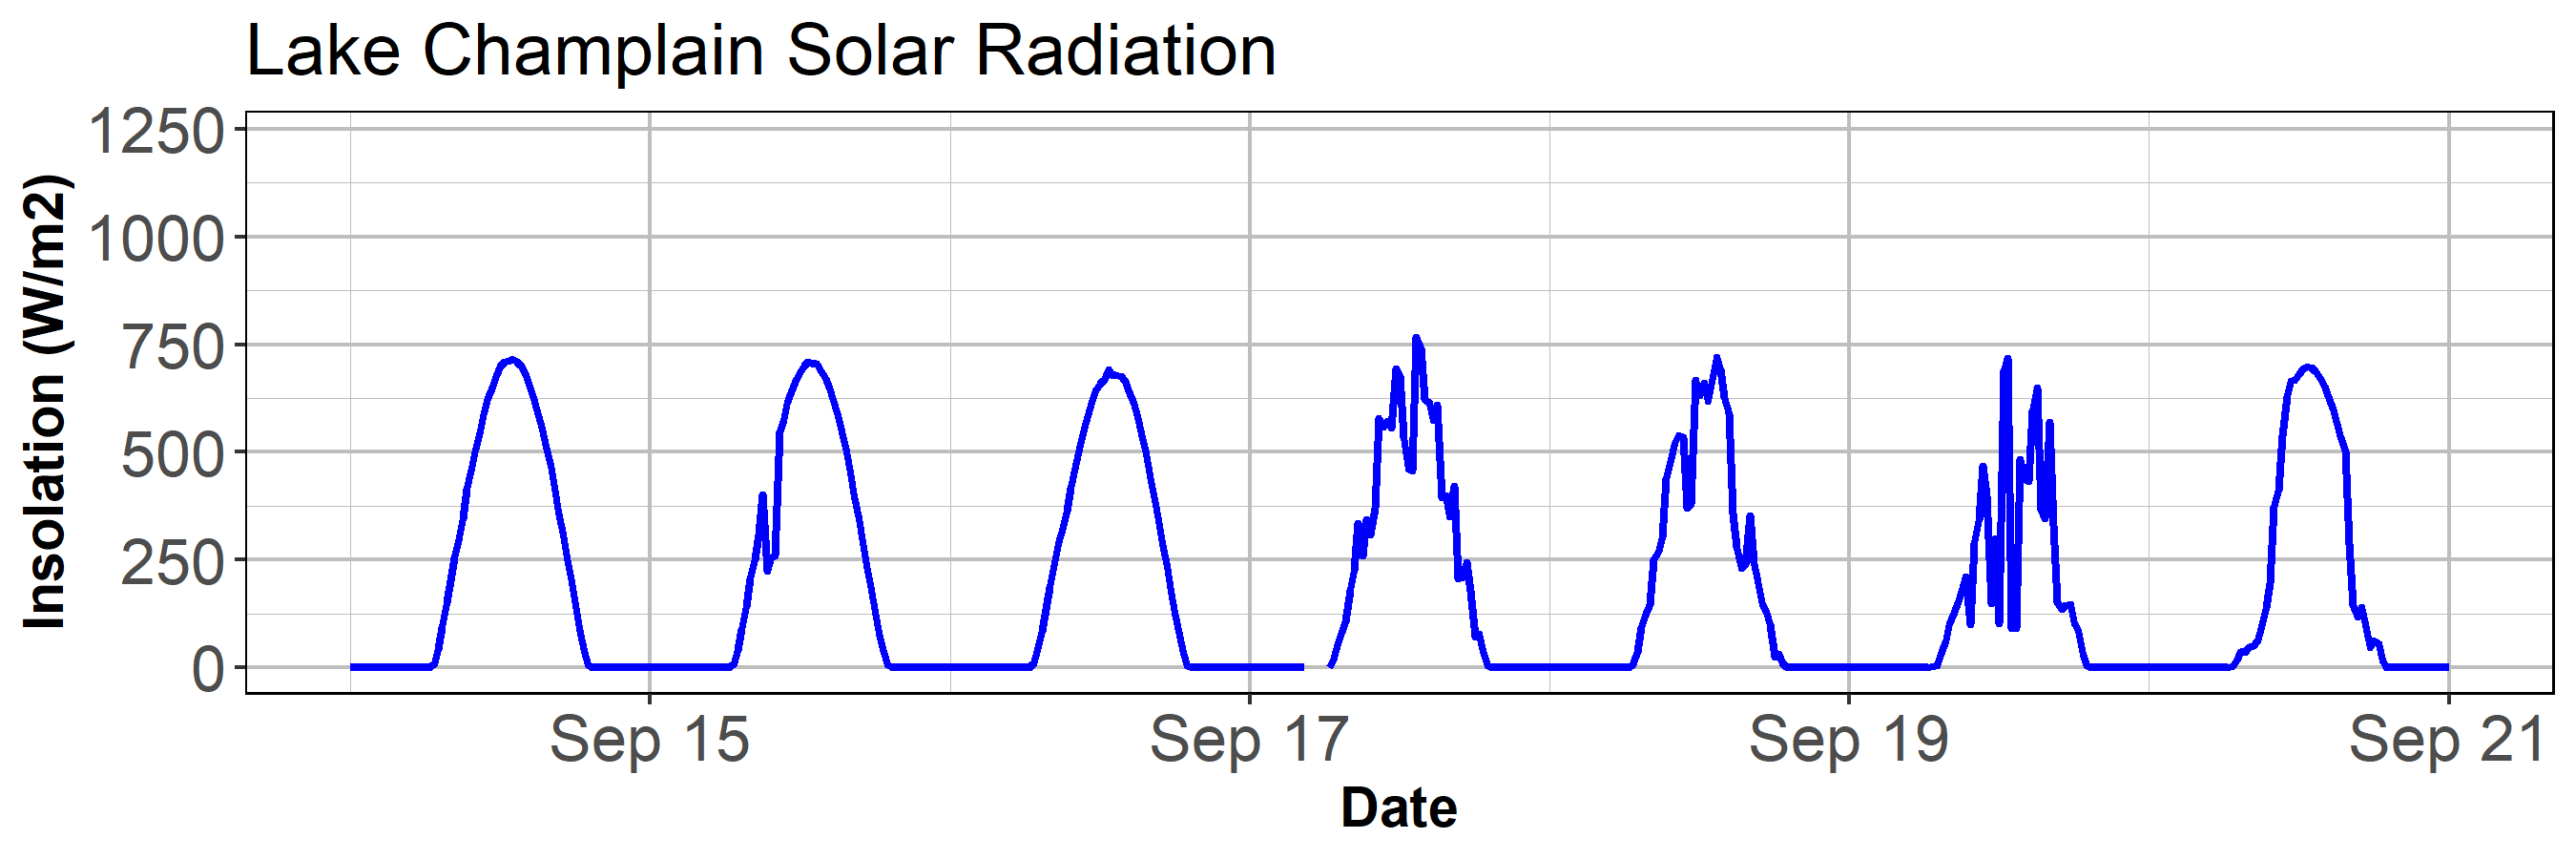 Lake Champlain Solar Radiation
Insolation (W/m2)
1250
1000
750
500
250
0
Sep 15 Sep 17 Sep 19 Sep 21
Date